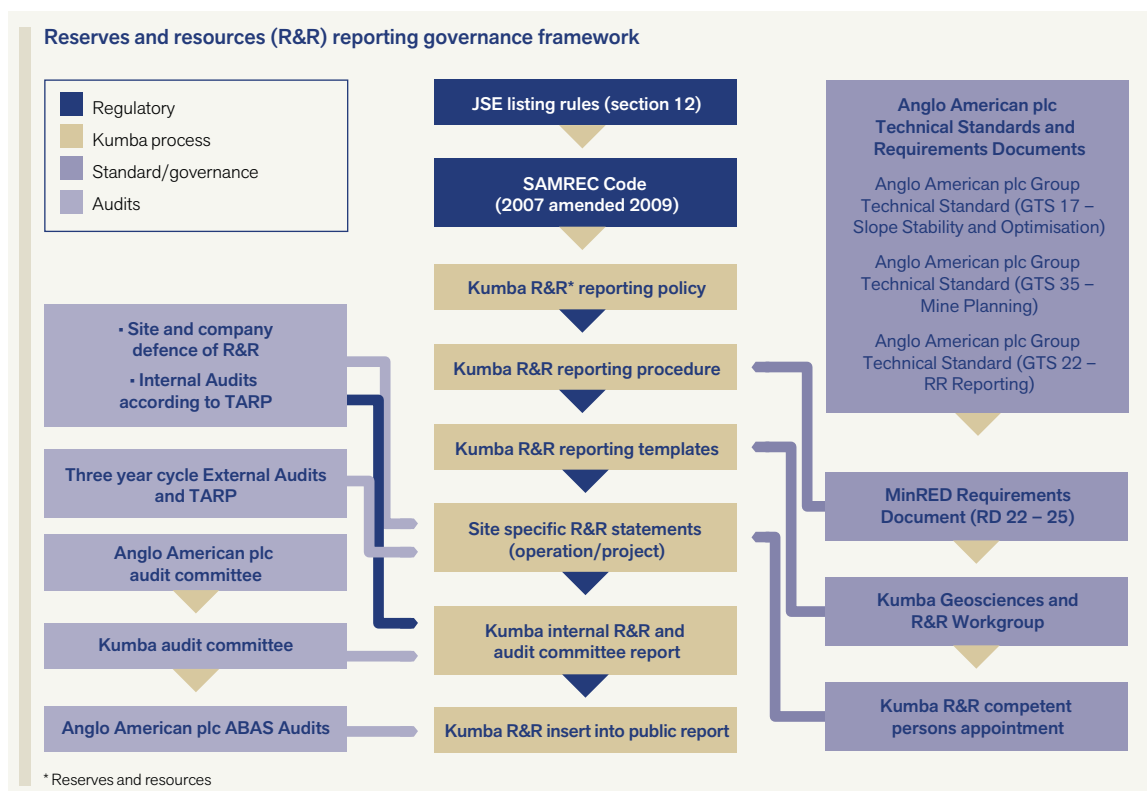 Reserves and resources (R&R) reporting governance framework
Regulatory
Kumba process
Standard/governance
Audits
▪ Site and company
defence of R&R
▪ Internal Audits
according to TARP
Three year cycle External Audits
and TARP
Anglo American plc
audit committee
Kumba audit committee
Anglo American plc ABAS Audits
JSE listing rules (section 12)
SAMREC Code
(2007 amended 2009)
Kumba R&R* reporting policy
Kumba R&R reporting procedure
Kumba R&R reporting templates
Site specific R&R statements
(operation/project)
Kumba internal R&R and
audit committee report
Kumba R&R insert into public report
Anglo American plc
Technical Standards and
Requirements Documents
Anglo American plc Group
Technical Standard (GTS 17 –
Slope Stability and Optimisation)
Anglo American plc Group
Technical Standard (GTS 35 –
Mine Planning)
Anglo American plc Group
Technical Standard (GTS 22 –
RR Reporting)
MinRED Requirements
Document (RD 22 – 25)
Kumba Geosciences and
R&R Workgroup
Kumba R&R competent
persons appointment
* Reserves and resources